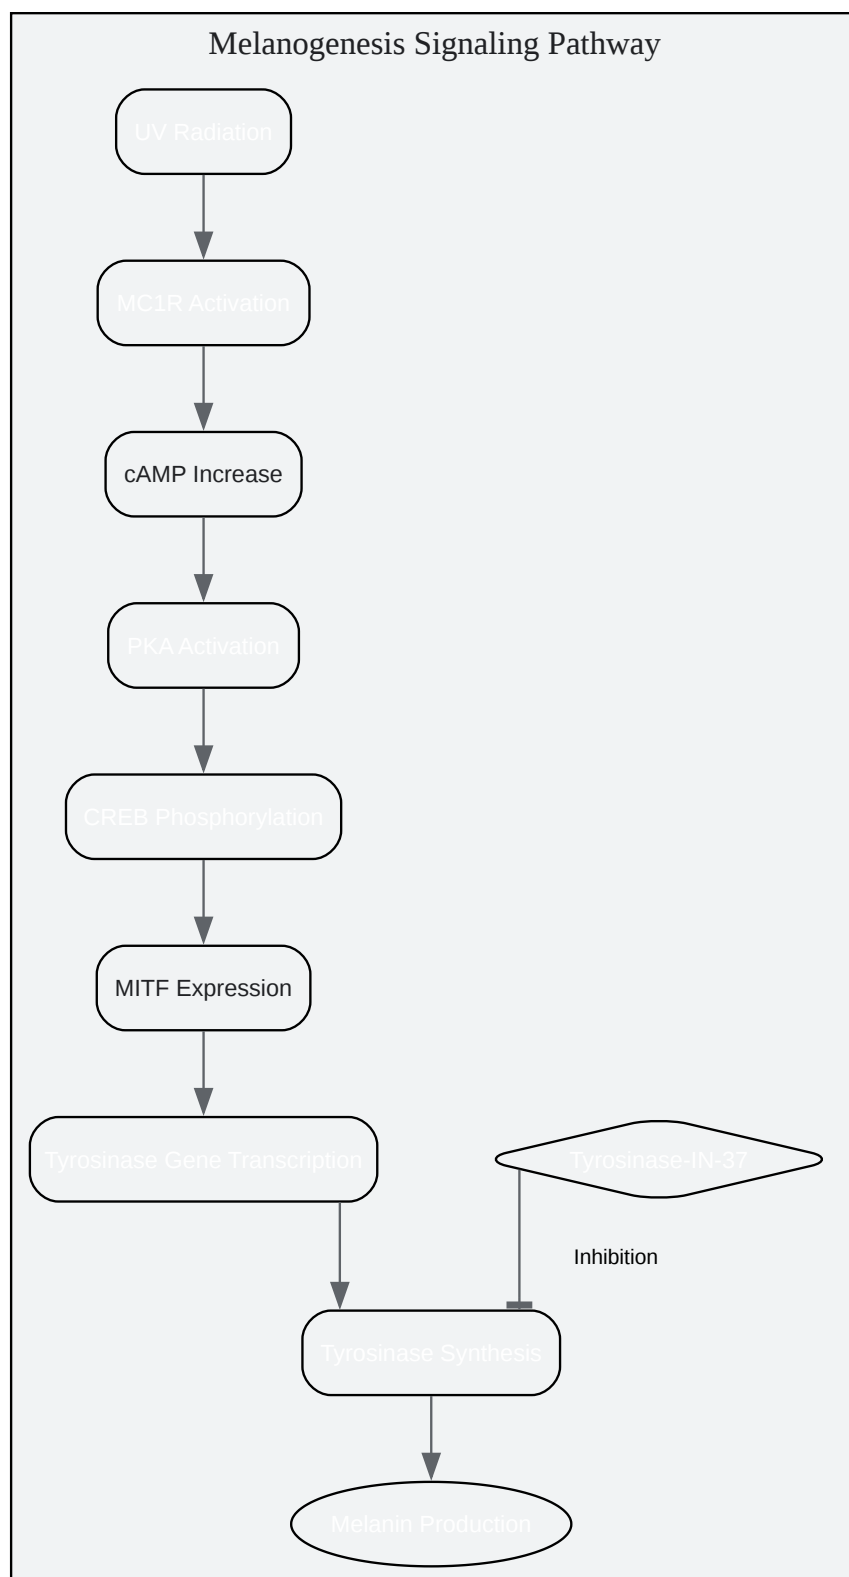 Melanogenesis Signaling Pathway
UV Radiation
MC1R Activation
cAMP Increase
PKA Activation
CREB Phosphorylation
MITF Expression
Tyrosinase Gene Transcription
Tyrosinase-IN-37
Inhibition
Tyrosinase Synthesis
Melanin Production